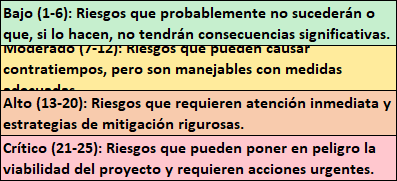 Bajo (1-6): Riesgos que probablemente no sucederán o
que, si lo hacen, no tendrán consecuencias significativas.
Moderado (7-12): Riesgos que pueden causar
contratiempos, pero son manejables con medidas
adecuadas.
Alto (13-20): Riesgos que requieren atención inmediata y
estrategias de mitigación rigurosas.
Crítico (21-25): Riesgos que pueden poner en peligro la
viabilidad del proyecto y requieren acciones urgentes.